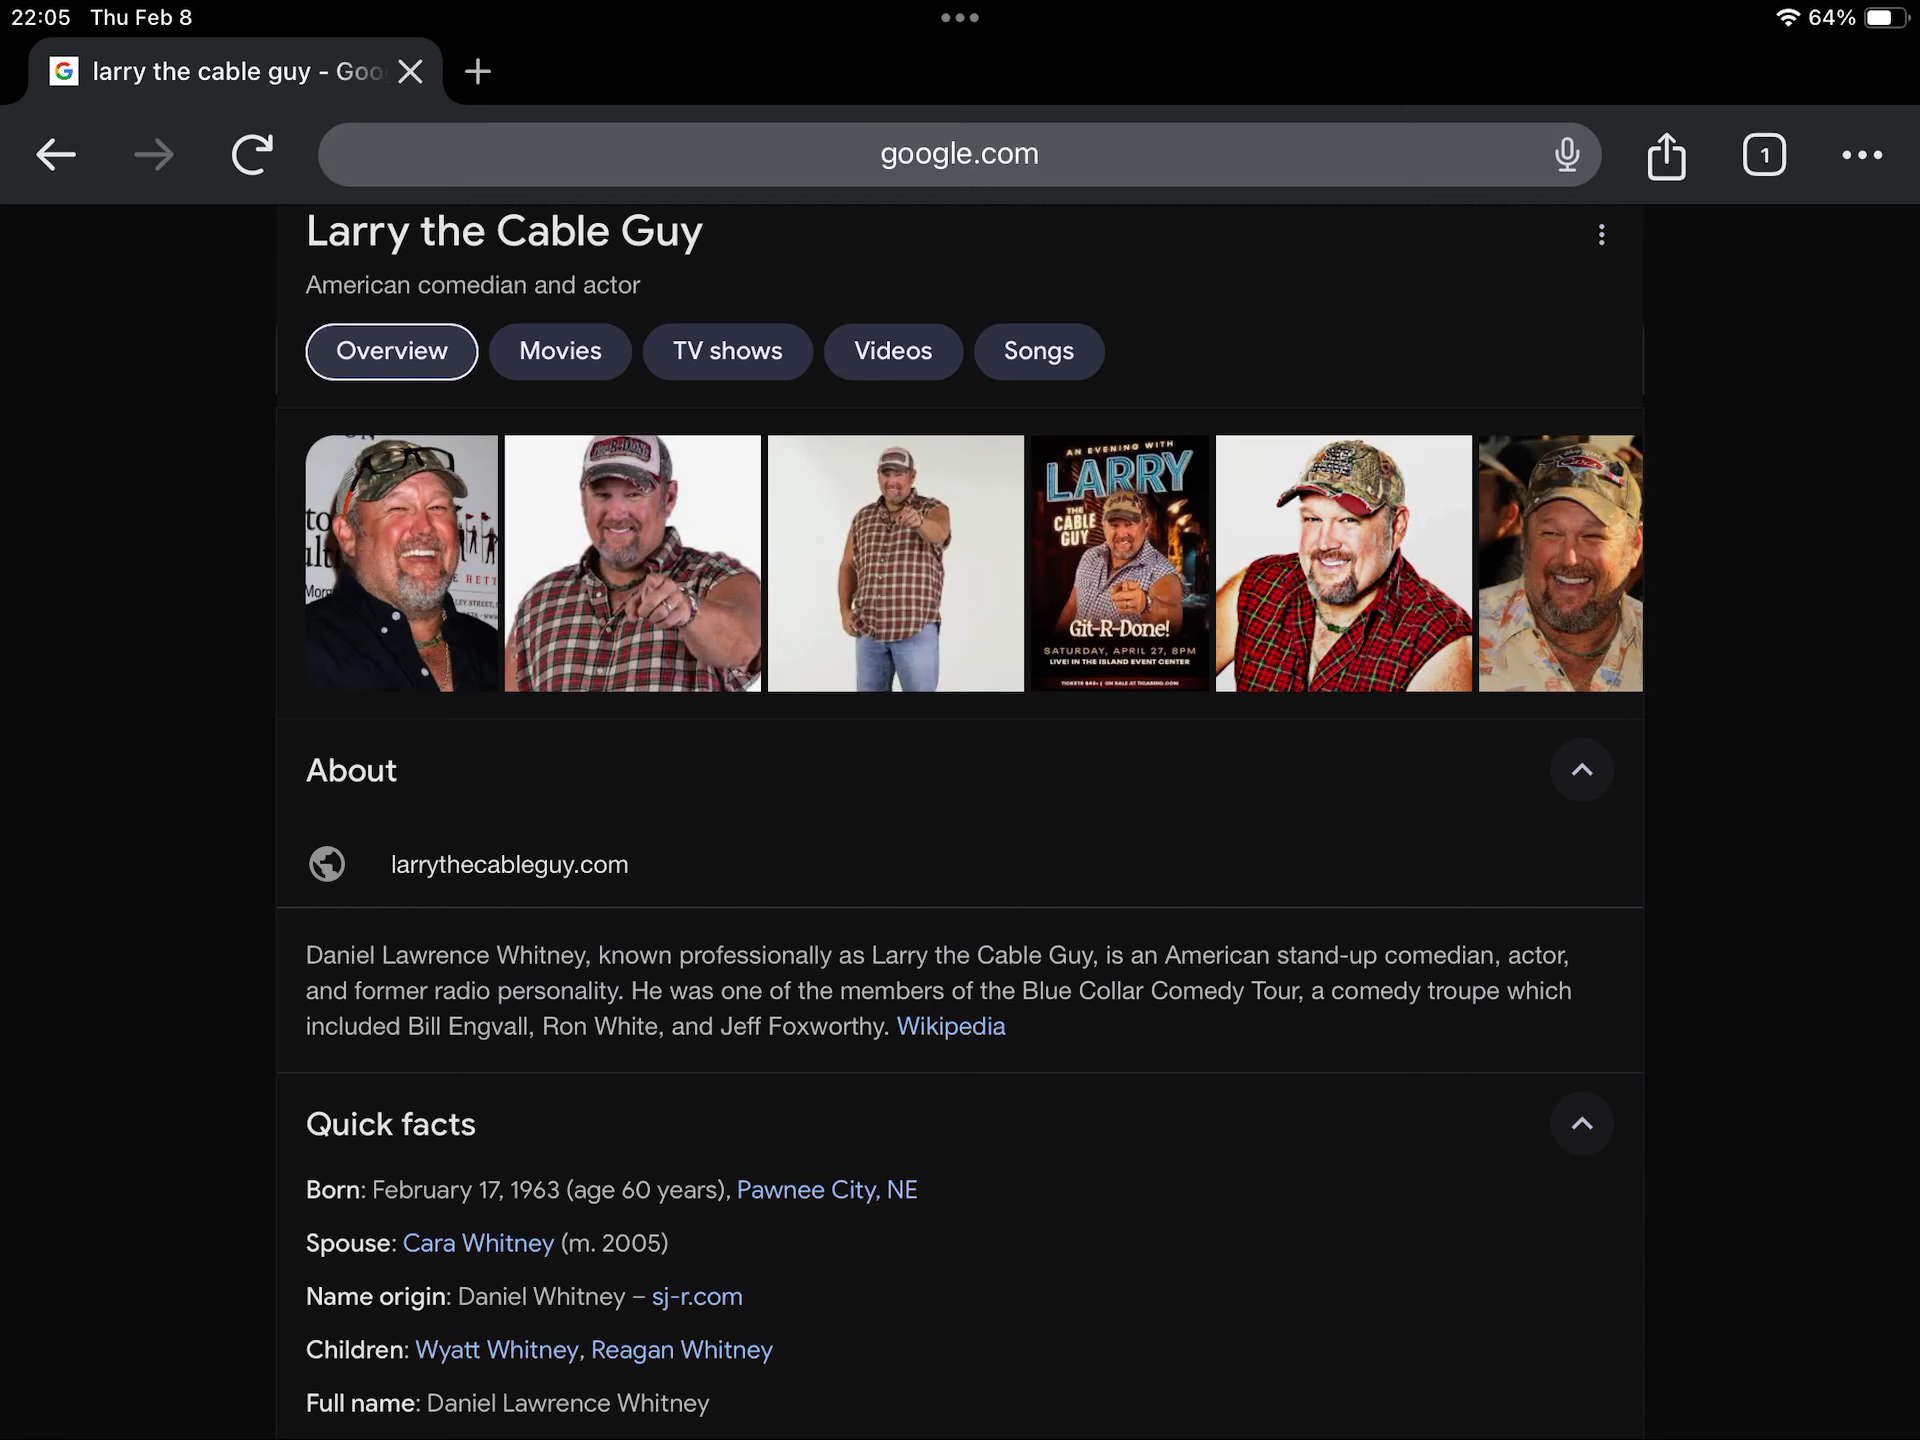 22:05 Thu Feb 8
64%
larry the cable guy - Goo
google.com
1
Larry the Cable Guy
American comedian and actor
Overview
Movies
TV shows
Videos
Songs
AN EVENING WITH
LARRY
THE
CABLE
GUY
Git-R-Done!
SATURDAY, APRIL 27, 8PM
LIVE! IN THE ISLAND EVENT CENTER
About
larrythecableguy.com
Daniel Lawrence Whitney, known professionally as Larry the Cable Guy, is an American stand-up comedian, actor,
and former radio personality. He was one of the members of the Blue Collar Comedy Tour, a comedy troupe which
included Bill Engvall, Ron White, and Jeff Foxworthy. Wikipedia
Quick facts
Born: February 17, 1963 (age 60 years), Pawnee City, NE
Spouse: Cara Whitney (m. 2005)
Name origin: Daniel Whitney – sj-r.com
Children: Wyatt Whitney, Reagan Whitney
Full name: Daniel Lawrence Whitney